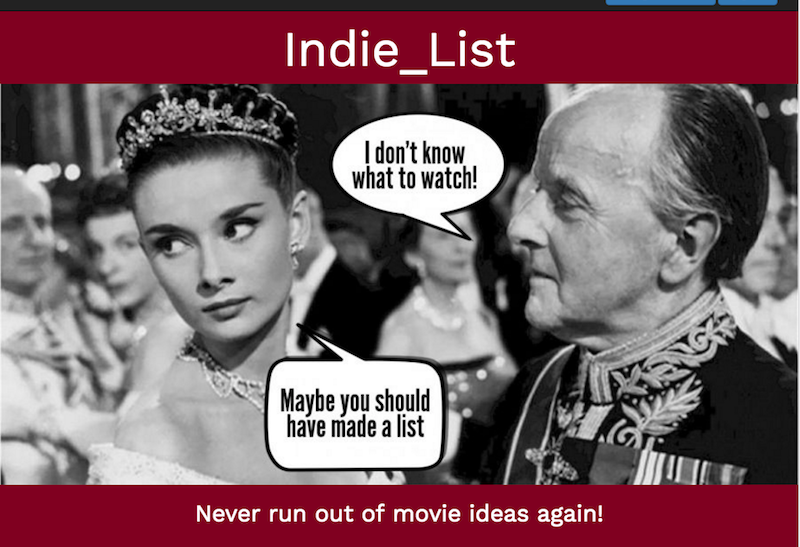 Indie_List
I don't know
what to watch!
Maybe you should
have made a list
Never run out of movie ideas again!